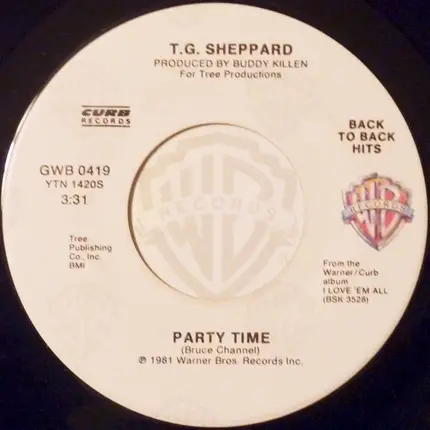 T.G. SHEPPARD
PRODUCED BY BUDDY KILLEN
For Tree Productions
CURB
RECORDS
BACK
TO BACK
HITS
GWB 0419
YTN 1420S
3:31
WB
RECORDS
WB
RECORDS
Tree
Publishing
Co., Inc.
BMI
From the
Warner/Curb
album
I LOVE 'EM ALL
(BSK 3528)
PARTY TIME
(Bruce Channel)
℗ 1981 Warner Bros. Records Inc.